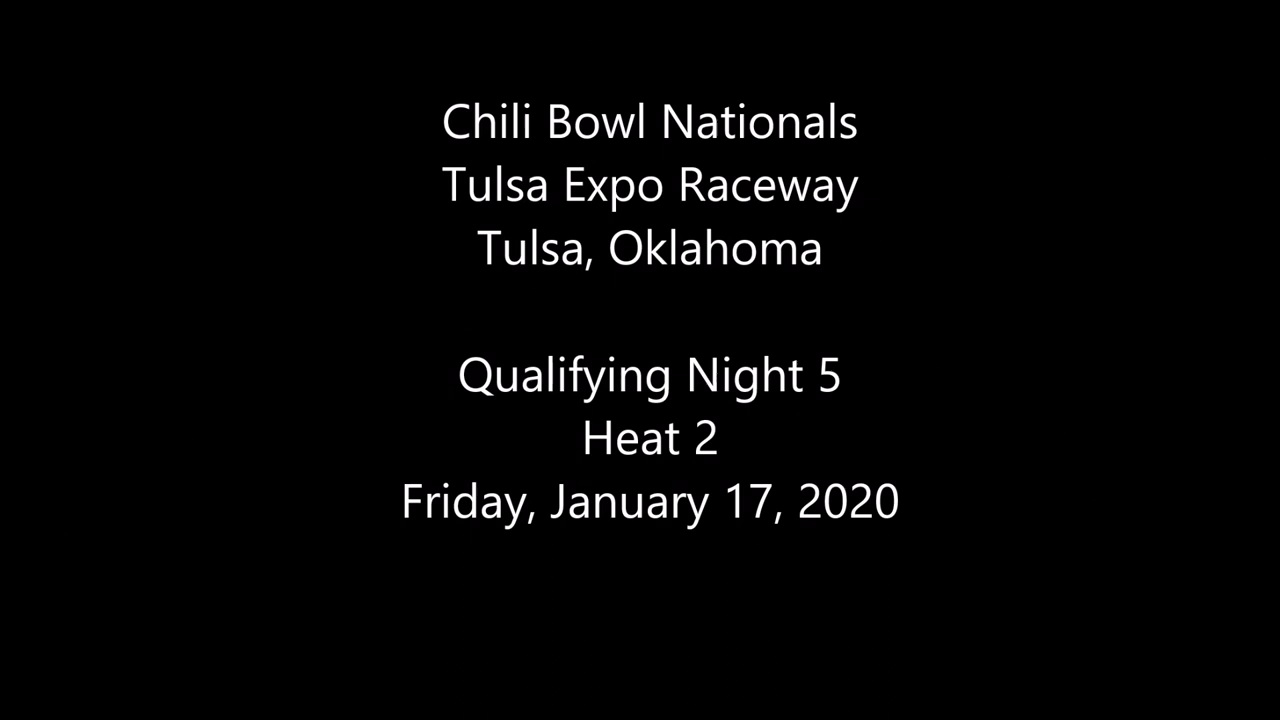 Chili Bowl Nationals
Tulsa Expo Raceway
Tulsa, Oklahoma
Qualifying Night 5
Heat 2
Friday, January 17, 2020